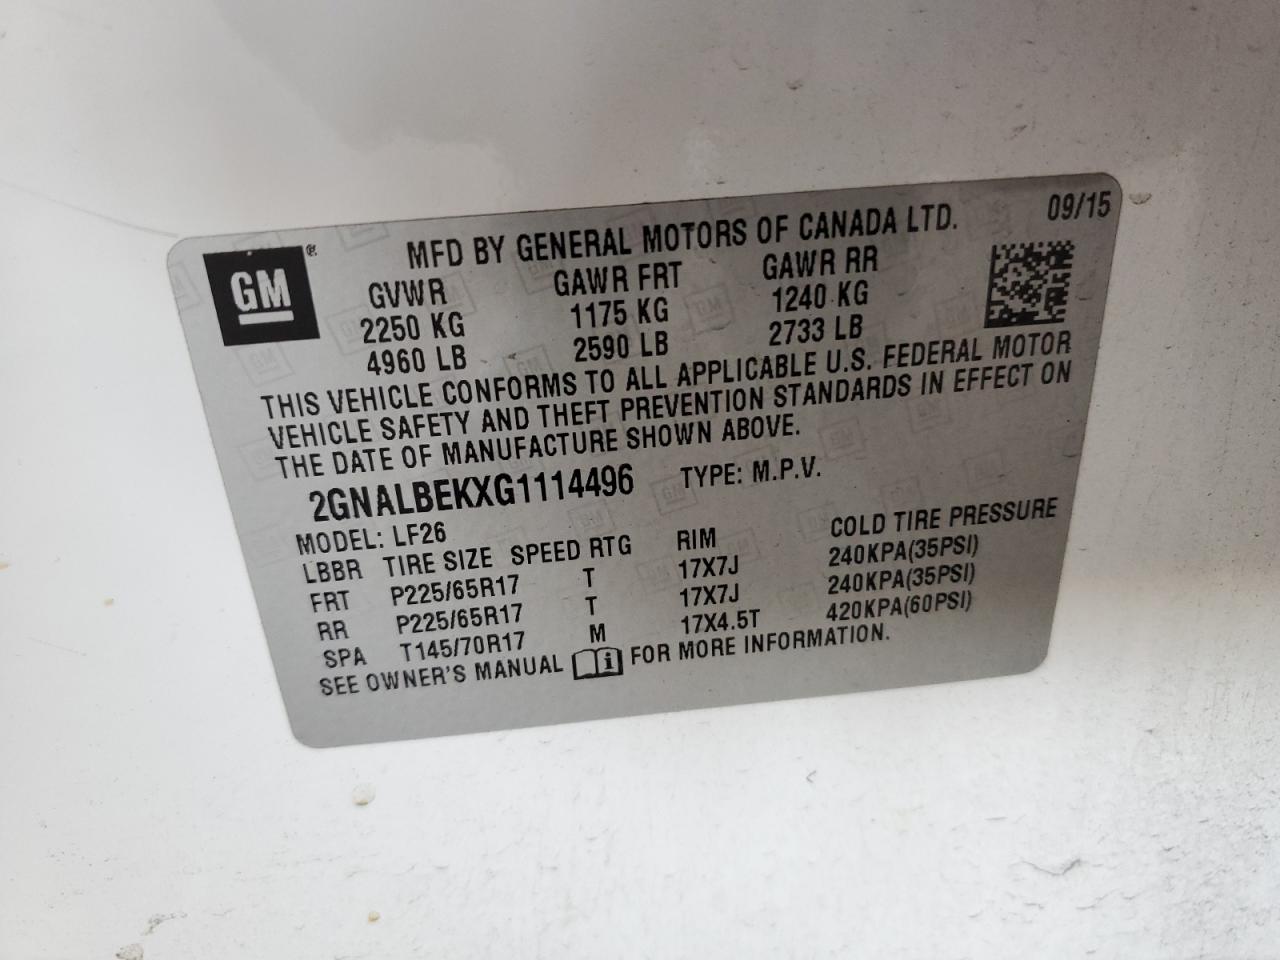 GM®
MFD BY GENERAL MOTORS OF CANADA LTD. 09/15
GVWR GAWR FRT GAWR RR
2250 KG 1175 KG 1240 KG
4960 LB 2590 LB 2733 LB
THIS VEHICLE CONFORMS TO ALL APPLICABLE U.S. FEDERAL MOTOR
VEHICLE SAFETY AND THEFT PREVENTION STANDARDS IN EFFECT ON
THE DATE OF MANUFACTURE SHOWN ABOVE.
2GNALBEKXG1114496 TYPE: M.P.V.
MODEL: LF26
LBBR TIRE SIZE SPEED RTG RIM COLD TIRE PRESSURE
FRT P225/65R17 T 17X7J 240KPA(35PSI)
RR P225/65R17 T 17X7J 240KPA(35PSI)
SPA T145/70R17 M 17X4.5T 420KPA(60PSI)
SEE OWNER'S MANUAL i FOR MORE INFORMATION.